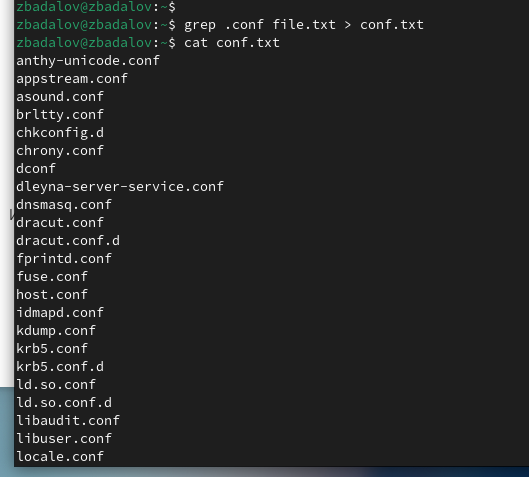 zbadalov@zbadalov:~$
zbadalov@zbadalov:~$ grep .conf file.txt > conf.txt
zbadalov@zbadalov:~$ cat conf.txt
anthy-unicode.conf
appstream.conf
asound.conf
brltty.conf
chkconfig.d
chrony.conf
dconf
dleyna-server-service.conf
dnsmasq.conf
dracut.conf
dracut.conf.d
fprintd.conf
fuse.conf
host.conf
idmapd.conf
kdump.conf
krb5.conf
krb5.conf.d
ld.so.conf
ld.so.conf.d
libaudit.conf
libuser.conf
locale.conf